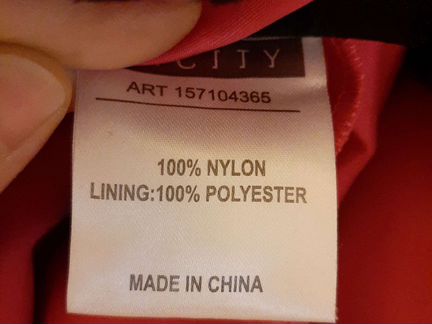 CITY
ART 157104365
100% NYLON
LINING:100% POLYESTER
MADE IN CHINA